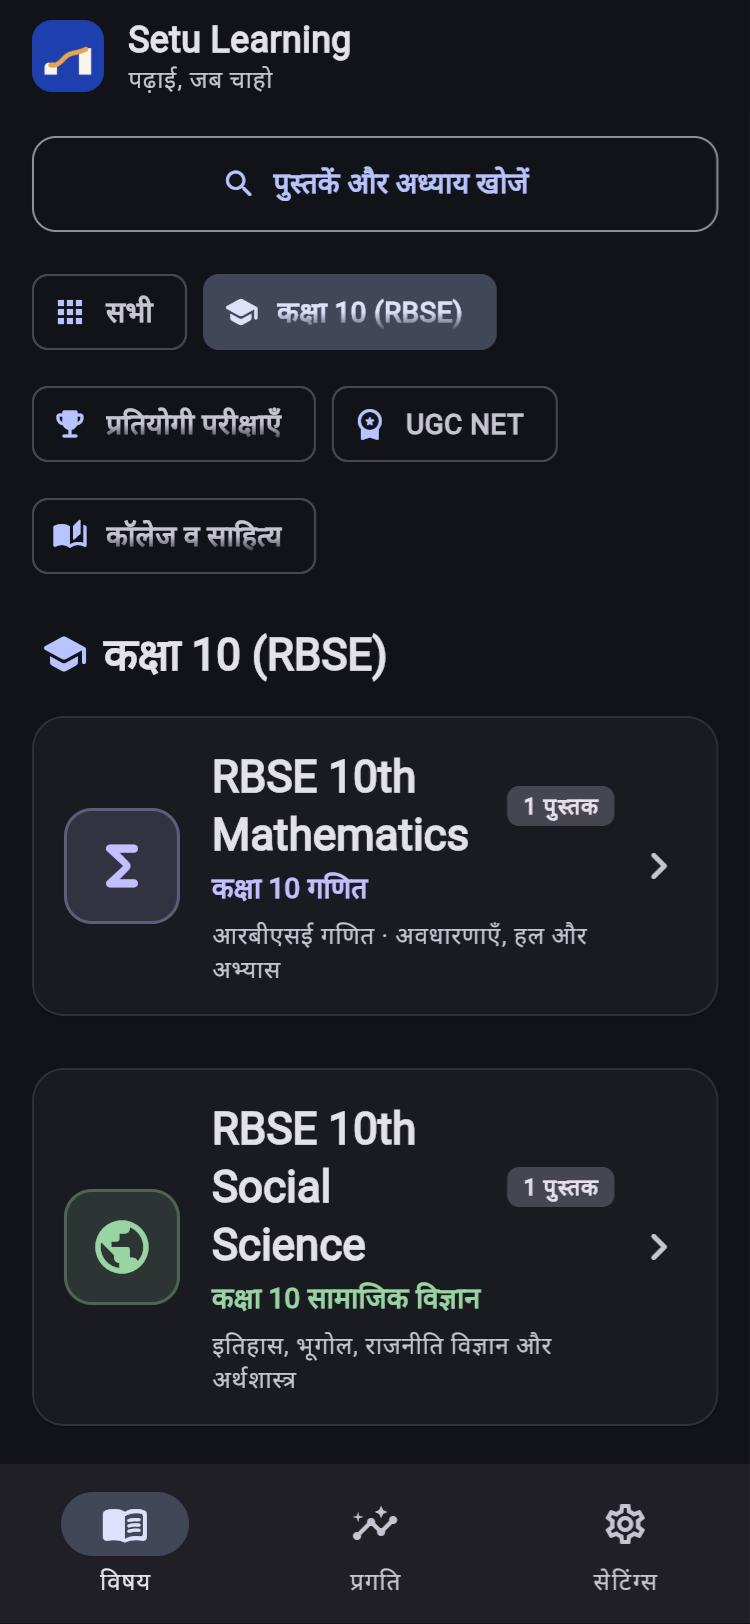 Setu Learning
पढ़ाई, जब चाहो
पुस्तकें और अध्याय खोजें
सभी
कक्षा 10 (RBSE)
प्रतियोगी परीक्षाएँ
UGC NET
कॉलेज व साहित्य
कक्षा 10 (RBSE)
RBSE 10th
Mathematics
1 पुस्तक
कक्षा 10 गणित
आरबीएसई गणित · अवधारणाएँ, हल और
अभ्यास
RBSE 10th
Social
Science
1 पुस्तक
कक्षा 10 सामाजिक विज्ञान
इतिहास, भूगोल, राजनीति विज्ञान और
अर्थशास्त्र
विषय
प्रगति
सेटिंग्स